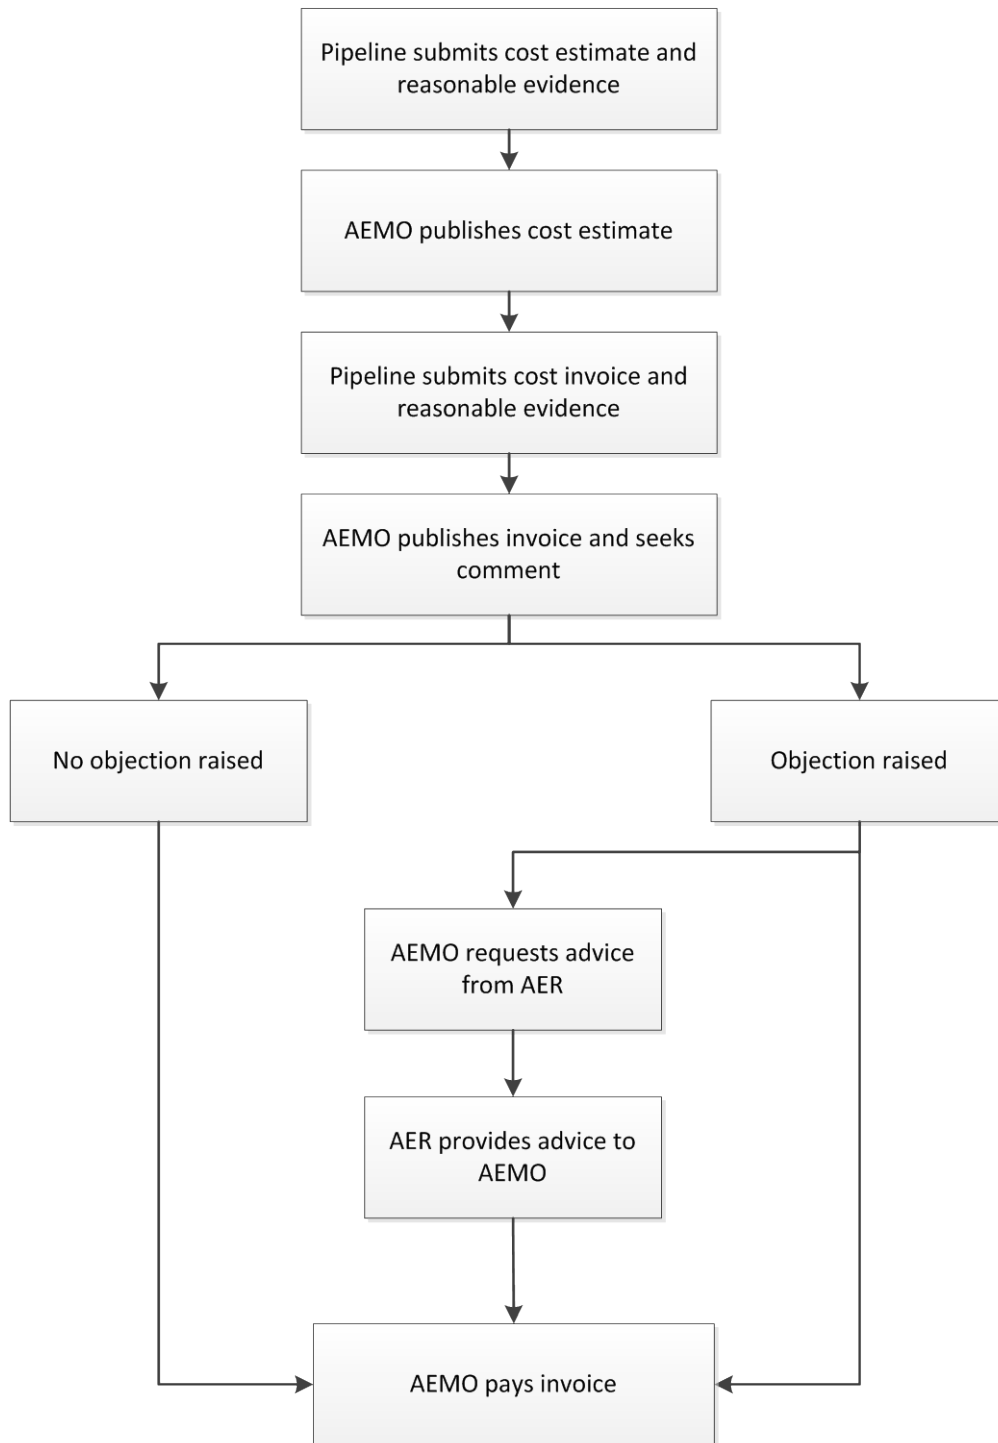 Pipeline submits cost estimate and
reasonable evidence
AEMO publishes cost estimate
Pipeline submits cost invoice and
reasonable evidence
AEMO publishes invoice and seeks
comment
No objection raised
Objection raised
AEMO requests advice
from AER
AER provides advice to
AEMO
AEMO pays invoice